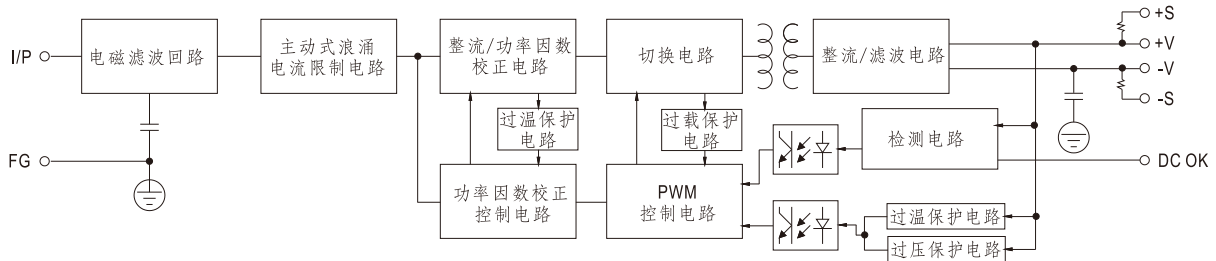 I/P
电磁滤波回路
主动式浪涌
电流限制电路
整流/功率因数
校正电路
切换电路
整流/滤波电路
+S
+V
-V
-S
过温保护
电路
过载保护
电路
检测电路
FG
DC OK
功率因数校正
控制电路
PWM
控制电路
过温保护电路
过压保护电路